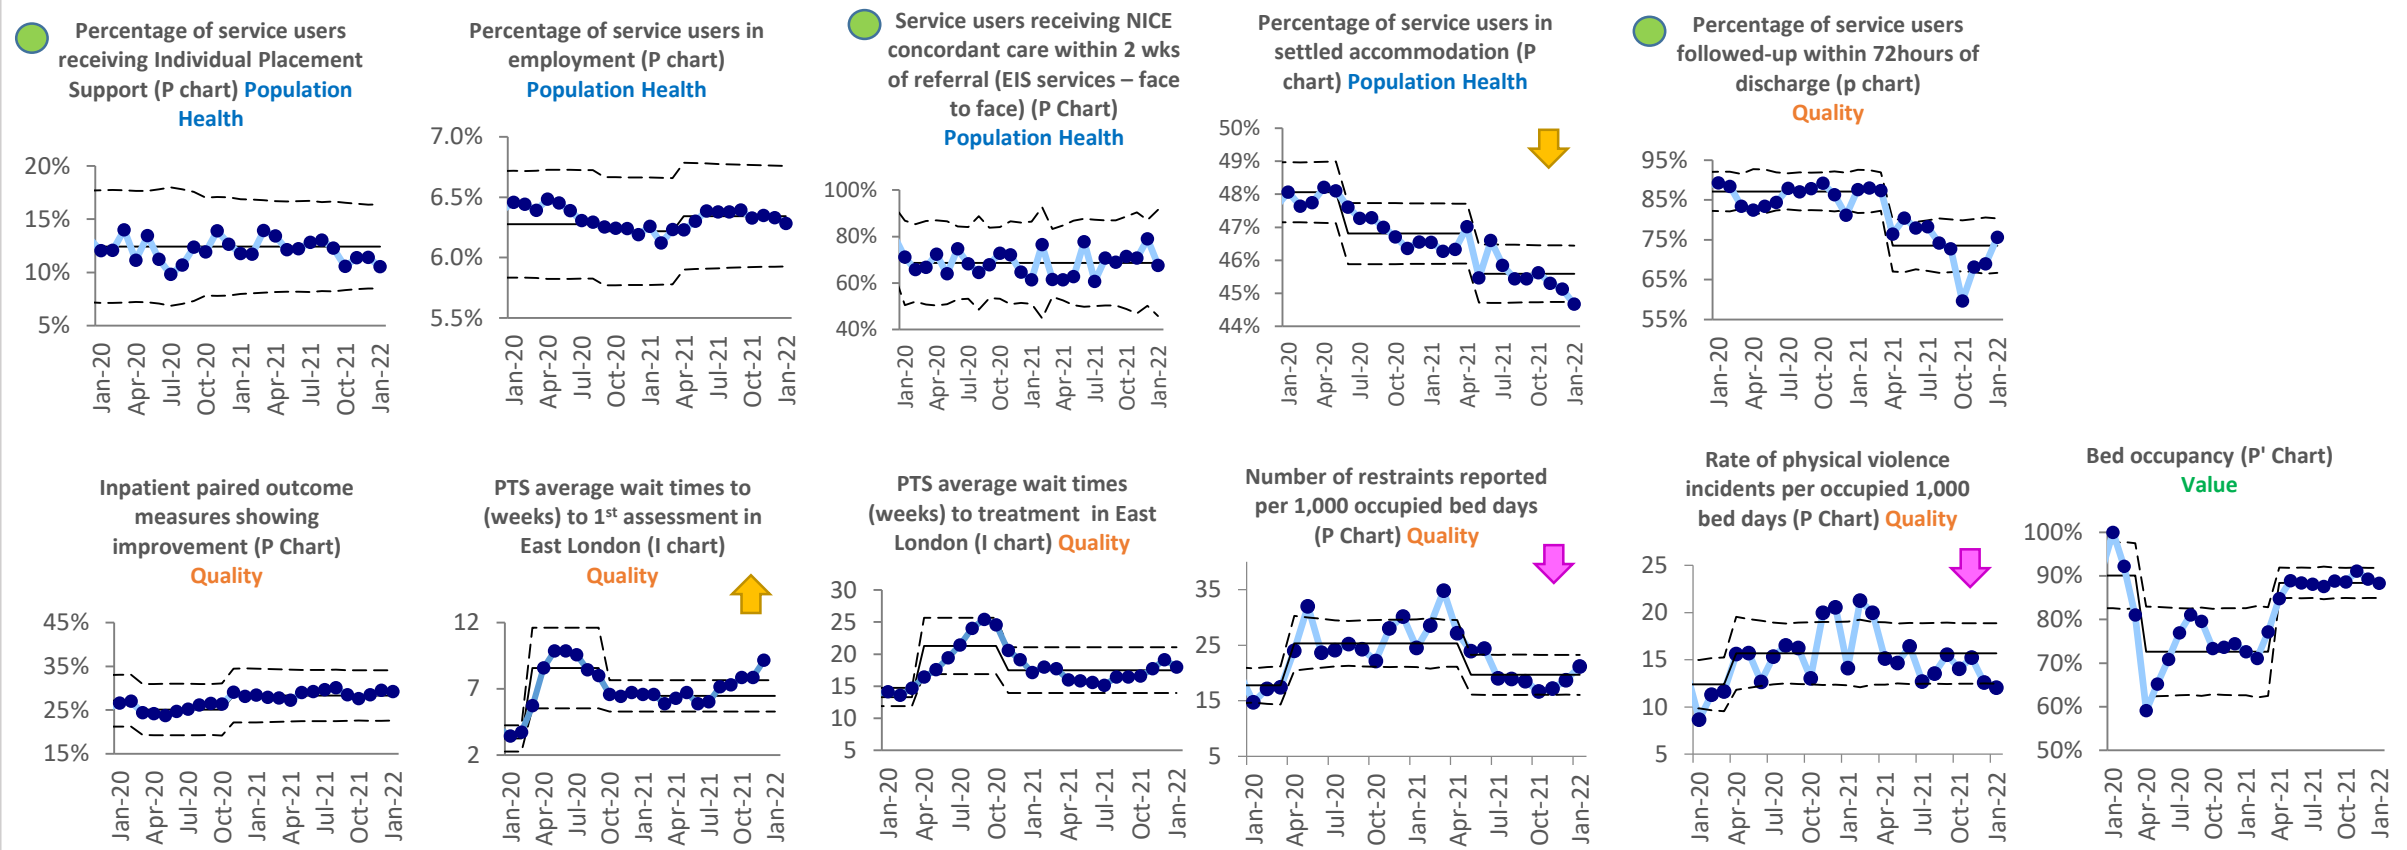 Percentage of service users
receiving Individual Placement
Support (P chart) Population
Health
20%
15%
10%
5%
Jan-20
Apr-20
Jul-20
Oct-20
Jan-21
Apr-21
Jul-21
Oct-21
Jan-22
Percentage of service users in
employment (P chart)
Population Health
7.0%
6.5%
6.0%
5.5%
Jan-20
Apr-20
Jul-20
Oct-20
Jan-21
Apr-21
Jul-21
Oct-21
Jan-22
Service users receiving NICE
concordant care within 2 wks
of referral (EIS services – face
to face) (P Chart)
Population Health
100%
80%
60%
40%
Jan-20
Apr-20
Jul-20
Oct-20
Jan-21
Apr-21
Jul-21
Oct-21
Jan-22
Percentage of service users in
settled accommodation (P
chart) Population Health
50%
49%
48%
47%
46%
45%
44%
Jan-20
Apr-20
Jul-20
Oct-20
Jan-21
Apr-21
Jul-21
Oct-21
Jan-22
Percentage of service users
followed-up within 72hours of
discharge (p chart)
Quality
95%
85%
75%
65%
55%
Jan-20
Apr-20
Jul-20
Oct-20
Jan-21
Apr-21
Jul-21
Oct-21
Jan-22
Inpatient paired outcome
measures showing
improvement (P Chart)
Quality
45%
35%
25%
15%
Jan-20
Apr-20
Jul-20
Oct-20
Jan-21
Apr-21
Jul-21
Oct-21
Jan-22
PTS average wait times to
(weeks) to 1st assessment in
East London (I chart)
Quality
12
7
2
Jan-20
Apr-20
Jul-20
Oct-20
Jan-21
Apr-21
Jul-21
Oct-21
Jan-22
PTS average wait times
(weeks) to treatment in East
London (I chart) Quality
30
25
20
15
10
5
Jan-20
Apr-20
Jul-20
Oct-20
Jan-21
Apr-21
Jul-21
Oct-21
Jan-22
Number of restraints reported
per 1,000 occupied bed days
(P Chart) Quality
35
25
15
5
Jan-20
Apr-20
Jul-20
Oct-20
Jan-21
Apr-21
Jul-21
Oct-21
Jan-22
Rate of physical violence
incidents per occupied 1,000
bed days (P Chart) Quality
25
20
15
10
5
Jan-20
Apr-20
Jul-20
Oct-20
Jan-21
Apr-21
Jul-21
Oct-21
Jan-22
Bed occupancy (P' Chart)
Value
100%
90%
80%
70%
60%
50%
Jan-20
Apr-20
Jul-20
Oct-20
Jan-21
Apr-21
Jul-21
Oct-21
Jan-22